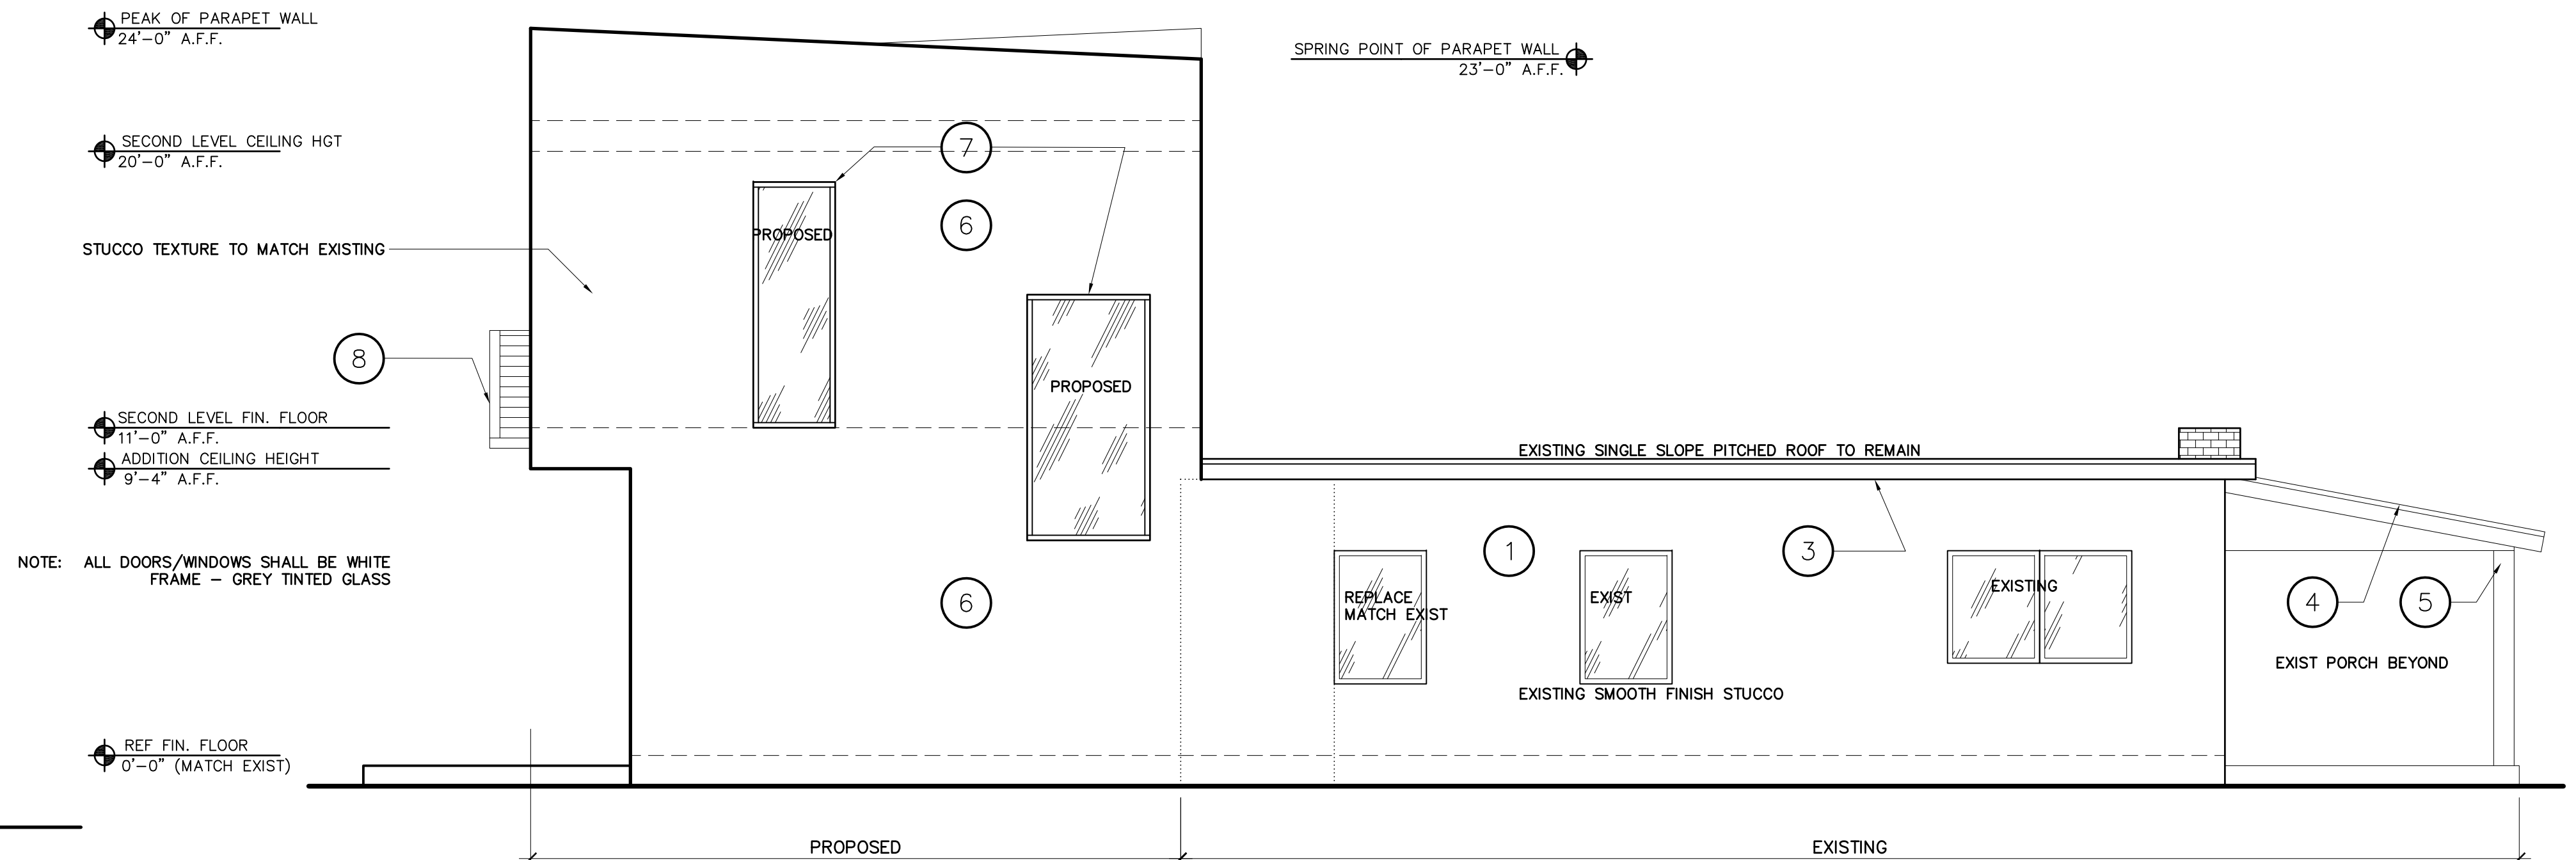 PEAK OF PARAPET WALL
24'-0" A.F.F.
SPRING POINT OF PARAPET WALL
23'-0" A.F.F.
SECOND LEVEL CEILING HGT
20'-0" A.F.F.
7
6
PROPOSED
STUCCO TEXTURE TO MATCH EXISTING
8
PROPOSED
SECOND LEVEL FIN. FLOOR
11'-0" A.F.F.
ADDITION CEILING HEIGHT
9'-4" A.F.F.
EXISTING SINGLE SLOPE PITCHED ROOF TO REMAIN
NOTE: ALL DOORS/WINDOWS SHALL BE WHITE
FRAME – GREY TINTED GLASS
1
3
6
REPLACE
MATCH EXIST
EXIST
EXISTING
4
5
EXIST PORCH BEYOND
EXISTING SMOOTH FINISH STUCCO
REF FIN. FLOOR
0'-0" (MATCH EXIST)
PROPOSED
EXISTING